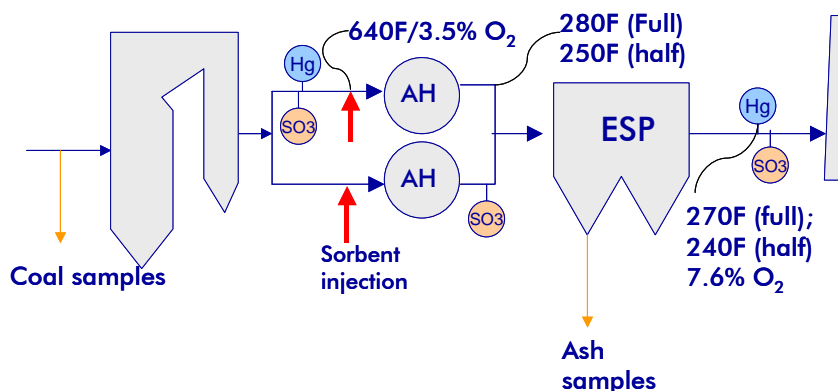 640F/3.5% O2
280F (Full)
250F (half)
Hg
SO3
AH
AH
SO3
ESP
Hg
SO3
Sorbent
injection
Coal samples
270F (full);
240F (half)
7.6% O2
Ash
samples